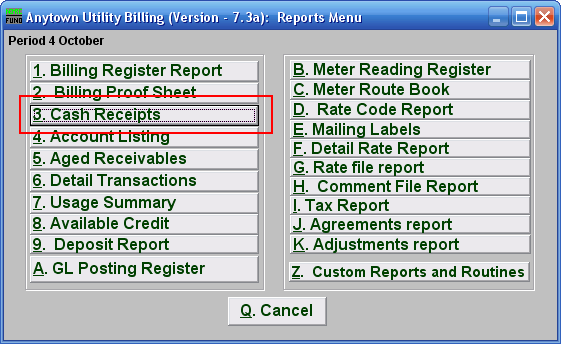 Anytown Utility Billing (Version - 7.3a): Reports Menu
Period 4 October
1. Billing Register Report
2. Billing Proof Sheet
3. Cash Receipts
4. Account Listing
5. Aged Receivables
6. Detail Transactions
7. Usage Summary
8. Available Credit
9. Deposit Report
A. GL Posting Register
B. Meter Reading Register
C. Meter Route Book
D. Rate Code Report
E. Mailing Labels
F. Detail Rate Report
G. Rate file report
H. Comment File Report
I. Tax Report
J. Agreements report
K. Adjustments report
Z. Custom Reports and Routines
Q. Cancel